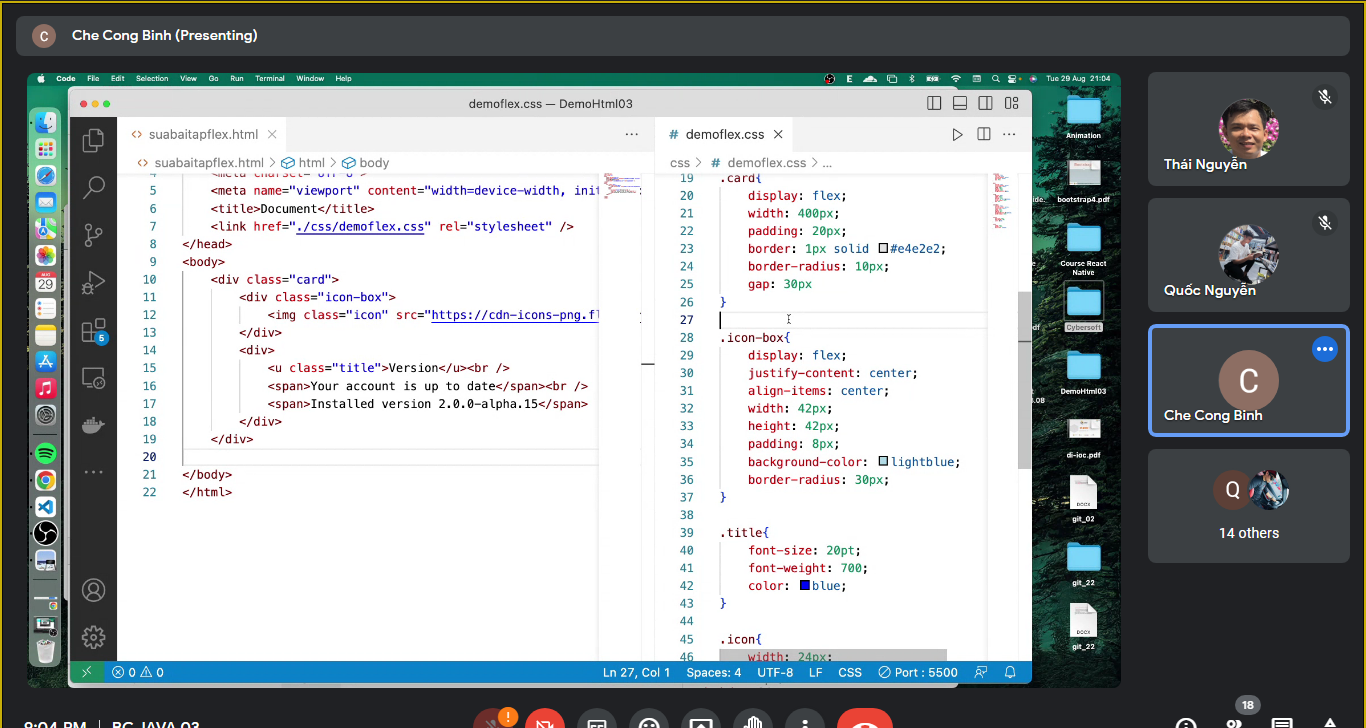 C Che Cong Binh (Presenting)
Code File Edit Selection View Go Run Terminal Window Help
Tue 29 Aug 21:04
demoflex.css — DemoHtml03
suabaitapflex.html
# demoflex.css
suabaitapflex.html > html > body
css > # demoflex.css > ...
4 <meta charset="UTF-8">
5 <meta name="viewport" content="width=device-width, init
6 <title>Document</title>
7 <link href="./css/demoflex.css" rel="stylesheet" />
8 </head>
9 <body>
10 <div class="card">
11 <div class="icon-box">
12 <img class="icon" src="https://cdn-icons-png.fl
13 </div>
14 <div>
15 <u class="title">Version</u><br />
16 <span>Your account is up to date</span><br />
17 <span>Installed version 2.0.0-alpha.15</span>
18 </div>
19 </div>
20
21 </body>
22 </html>
19 .card{
20 display: flex;
21 width: 400px;
22 padding: 20px;
23 border: 1px solid #e4e2e2;
24 border-radius: 10px;
25 gap: 30px
26 }
27
28 .icon-box{
29 display: flex;
30 justify-content: center;
31 align-items: center;
32 width: 42px;
33 height: 42px;
34 padding: 8px;
35 background-color: lightblue;
36 border-radius: 30px;
37 }
38
39 .title{
40 font-size: 20pt;
41 font-weight: 700;
42 color: blue;
43 }
44
45 .icon{
46 width: 24px;
AUG
29
5
0 0
Ln 27, Col 1 Spaces: 4 UTF-8 LF CSS Port : 5500
Animation
bootstrap4.pdf
Course React
Native
Cybersoft
DemoHtml03
di-ioc.pdf
DOCX
git_02
git_22
DOCX
git_22
Thái Nguyễn
Quốc Nguyễn
C
Che Cong Binh
Q
14 others
9:04 PM | BC JAVA 03
!
18